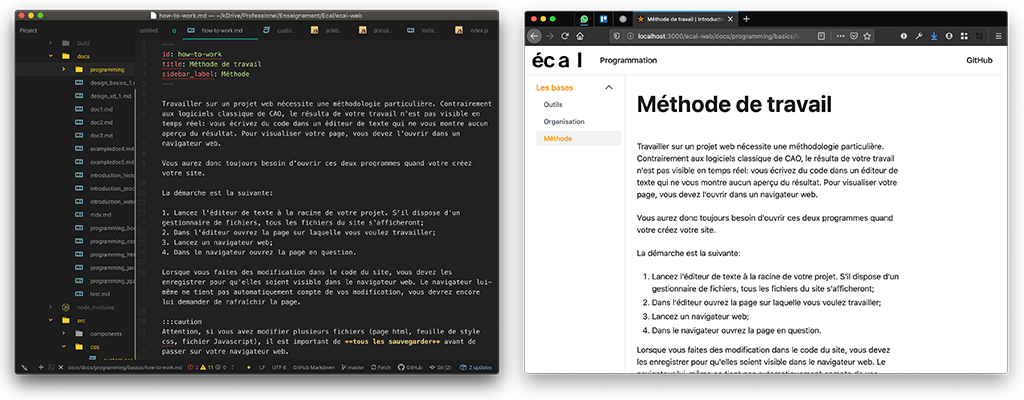 how-to-work.md — ~/kDrive/Professionel/Enseignement/Ecal/ecal-web
Project
untitled
how-to-work.md
custo
sideb
docus
tocIte
index.js
build
docs
programming
design_basics_1.m
design_xd_1.md
doc1.md
doc2.md
doc3.md
exampledoc4.md
exampledoc5.md
introduction_histo
introduction_proc
introduction_webs
mdx.md
programming_boo
programming_css
programming_htm
programming_java
programming_jqu
test.md
node_modules
src
components
css
---
id: how-to-work
title: Méthode de travail
sidebar_label: Méthode
---
Travailler sur un projet web nécessite une méthodologie particulière. Contrairement
aux logiciels classique de CAO, le résulta de votre travail n'est pas visible en
temps réel: vous écrivez du code dans un éditeur de texte qui ne vous montre aucun
aperçu du résultat. Pour visualiser votre page, vous devez l'ouvrir dans un
navigateur web.
Vous aurez donc toujours besoin d'ouvrir ces deux programmes quand votre créez
votre site.
La démarche est la suivante:
1. Lancez l'éditeur de texte à la racine de votre projet. S'il dispose d'un
gestionnaire de fichiers, tous les fichiers du site s'afficheront;
2. Dans l'éditeur ouvrez la page sur laquelle vous voulez travailler;
3. Lancez un navigateur web;
4. Dans le navigateur ouvrez la page en question.
Lorsque vous faites des modification dans le code du site, vous devez les
enregistrer pour qu'elles soient visible dans le navigateur web. Le navigateur lui-
même ne tient pas automatiquement compte de vos modification, vous devrez encore
lui demander de rafraîchir la page.
:::caution
Attention, si vous avez modifier plusieurs fichiers (page html, feuille de style
css, fichier Javascript), il est important de **tous les sauvegarder** avant de
passer sur votre navigateur web.
docs/docs/programming/basics/how-to-work.md
2
11
0
LF
UTF-8
GitHub Markdown
master
Fetch
GitHub
Git (2)
2 updates
Méthode de travail | Introduction
localhost:3000/ecal-web/docs/programming/basics/h
écal
Programmation
GitHub
Les bases
Outils
Organisation
Méthode
Méthode de travail
Travailler sur un projet web nécessite une méthodologie particulière.
Contrairement aux logiciels classique de CAO, le résulta de votre travail
n'est pas visible en temps réel: vous écrivez du code dans un éditeur de
texte qui ne vous montre aucun aperçu du résultat. Pour visualiser votre
page, vous devez l'ouvrir dans un navigateur web.
Vous aurez donc toujours besoin d'ouvrir ces deux programmes quand
votre créez votre site.
La démarche est la suivante:
1. Lancez l'éditeur de texte à la racine de votre projet. S'il dispose d'un
gestionnaire de fichiers, tous les fichiers du site s'afficheront;
2. Dans l'éditeur ouvrez la page sur laquelle vous voulez travailler;
3. Lancez un navigateur web;
4. Dans le navigateur ouvrez la page en question.
Lorsque vous faites des modification dans le code du site, vous devez
les enregistrer pour qu'elles soient visible dans le navigateur web. Le